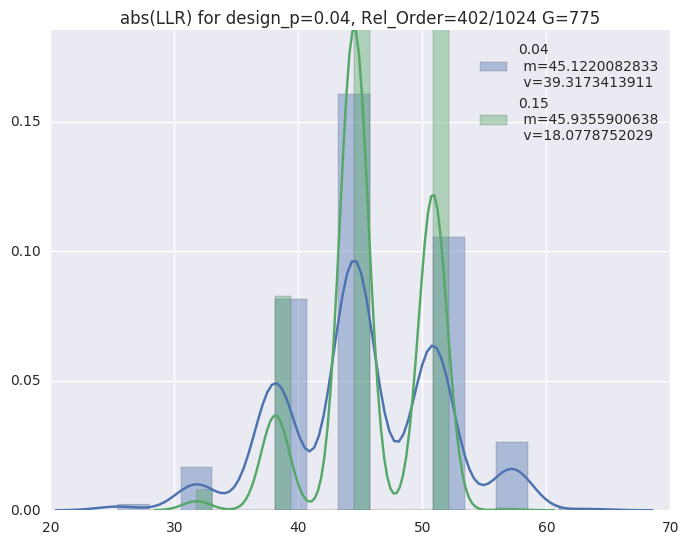 abs(LLR) for design_p=0.04, Rel_Order=402/1024 G=775
0.04
m=45.1220082833
v=39.3173413911
0.15
m=45.9355900638
v=18.0778752029
0.15
0.10
0.05
0.00
20 30 40 50 60 70